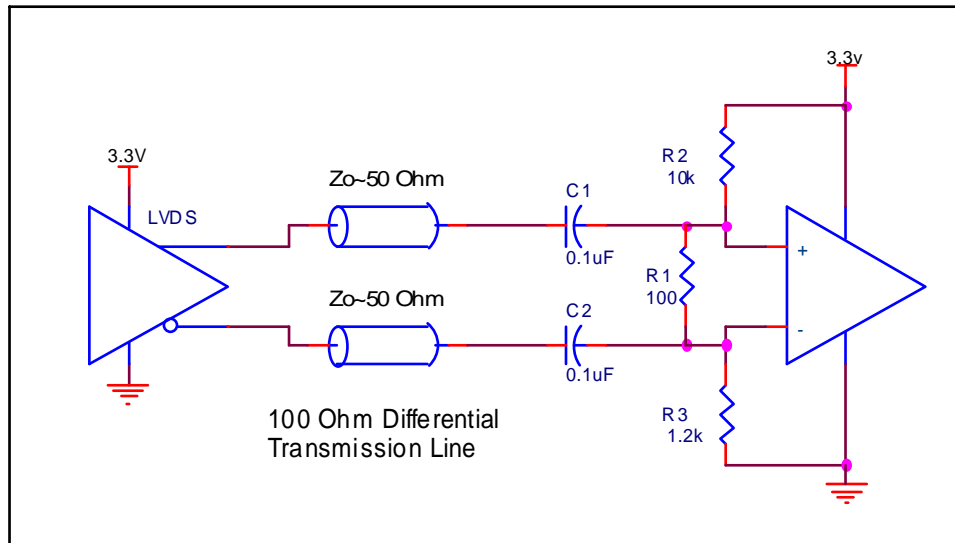 3.3v
3.3V
LVDS
Zo~50 Ohm
C1
0.1uF
R2
10k
R1
100
+
-
Zo~50 Ohm
C2
0.1uF
R3
1.2k
100 Ohm Differential
Transmission Line